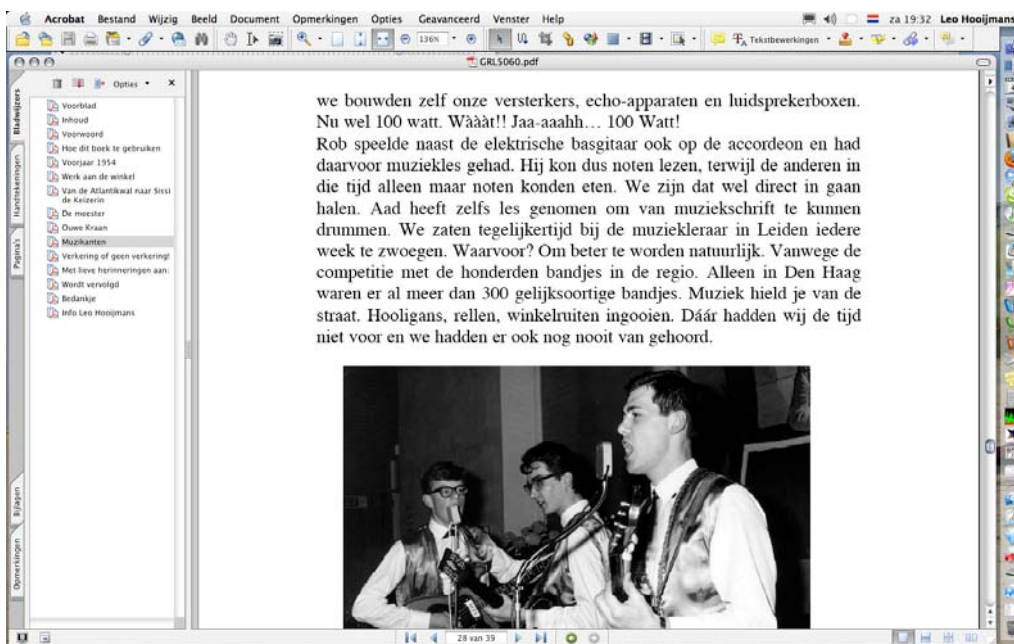 Acrobat Bestand Wijzig Beeld Document Opmerkingen Opties Geavanceerd Venster Help za 19:32 Leo Hooijmans
136% Tekstbewerkingen
GRL5060.pdf
Opties
Bladwijzers
Handtekeningen
Pagina's
Bijlagen
Opmerkingen
Voorblad
Inhoud
Voorwoord
Hoe dit boek te gebruiken
Voorjaar 1954
Werk aan de winkel
Van de Atlantikwal naar Sissi
de Keizerin
De meester
Ouwe Kraan
Muzikanten
Verkering of geen verkering!
Met lieve herinneringen aan:
Wordt vervolgd
Bedankje
Info Leo Hooijmans
we bouwden zelf onze versterkers, echo-apparaten en luidsprekerboxen.
Nu wel 100 watt. Wàààt!! Jaa-aaahh… 100 Watt!
Rob speelde naast de elektrische basgitaar ook op de accordeon en had
daarvoor muziekles gehad. Hij kon dus noten lezen, terwijl de anderen in
die tijd alleen maar noten konden eten. We zijn dat wel direct in gaan
halen. Aad heeft zelfs les genomen om van muziekschrift te kunnen
drummen. We zaten tegelijkertijd bij de muziekleraar in Leiden iedere
week te zwoegen. Waarvoor? Om beter te worden natuurlijk. Vanwege de
competitie met de honderden bandjes in de regio. Alleen in Den Haag
waren er al meer dan 300 gelijksoortige bandjes. Muziek hield je van de
straat. Hooligans, rellen, winkelruiten ingooien. Dáár hadden wij de tijd
niet voor en we hadden er ook nog nooit van gehoord.
28 van 39